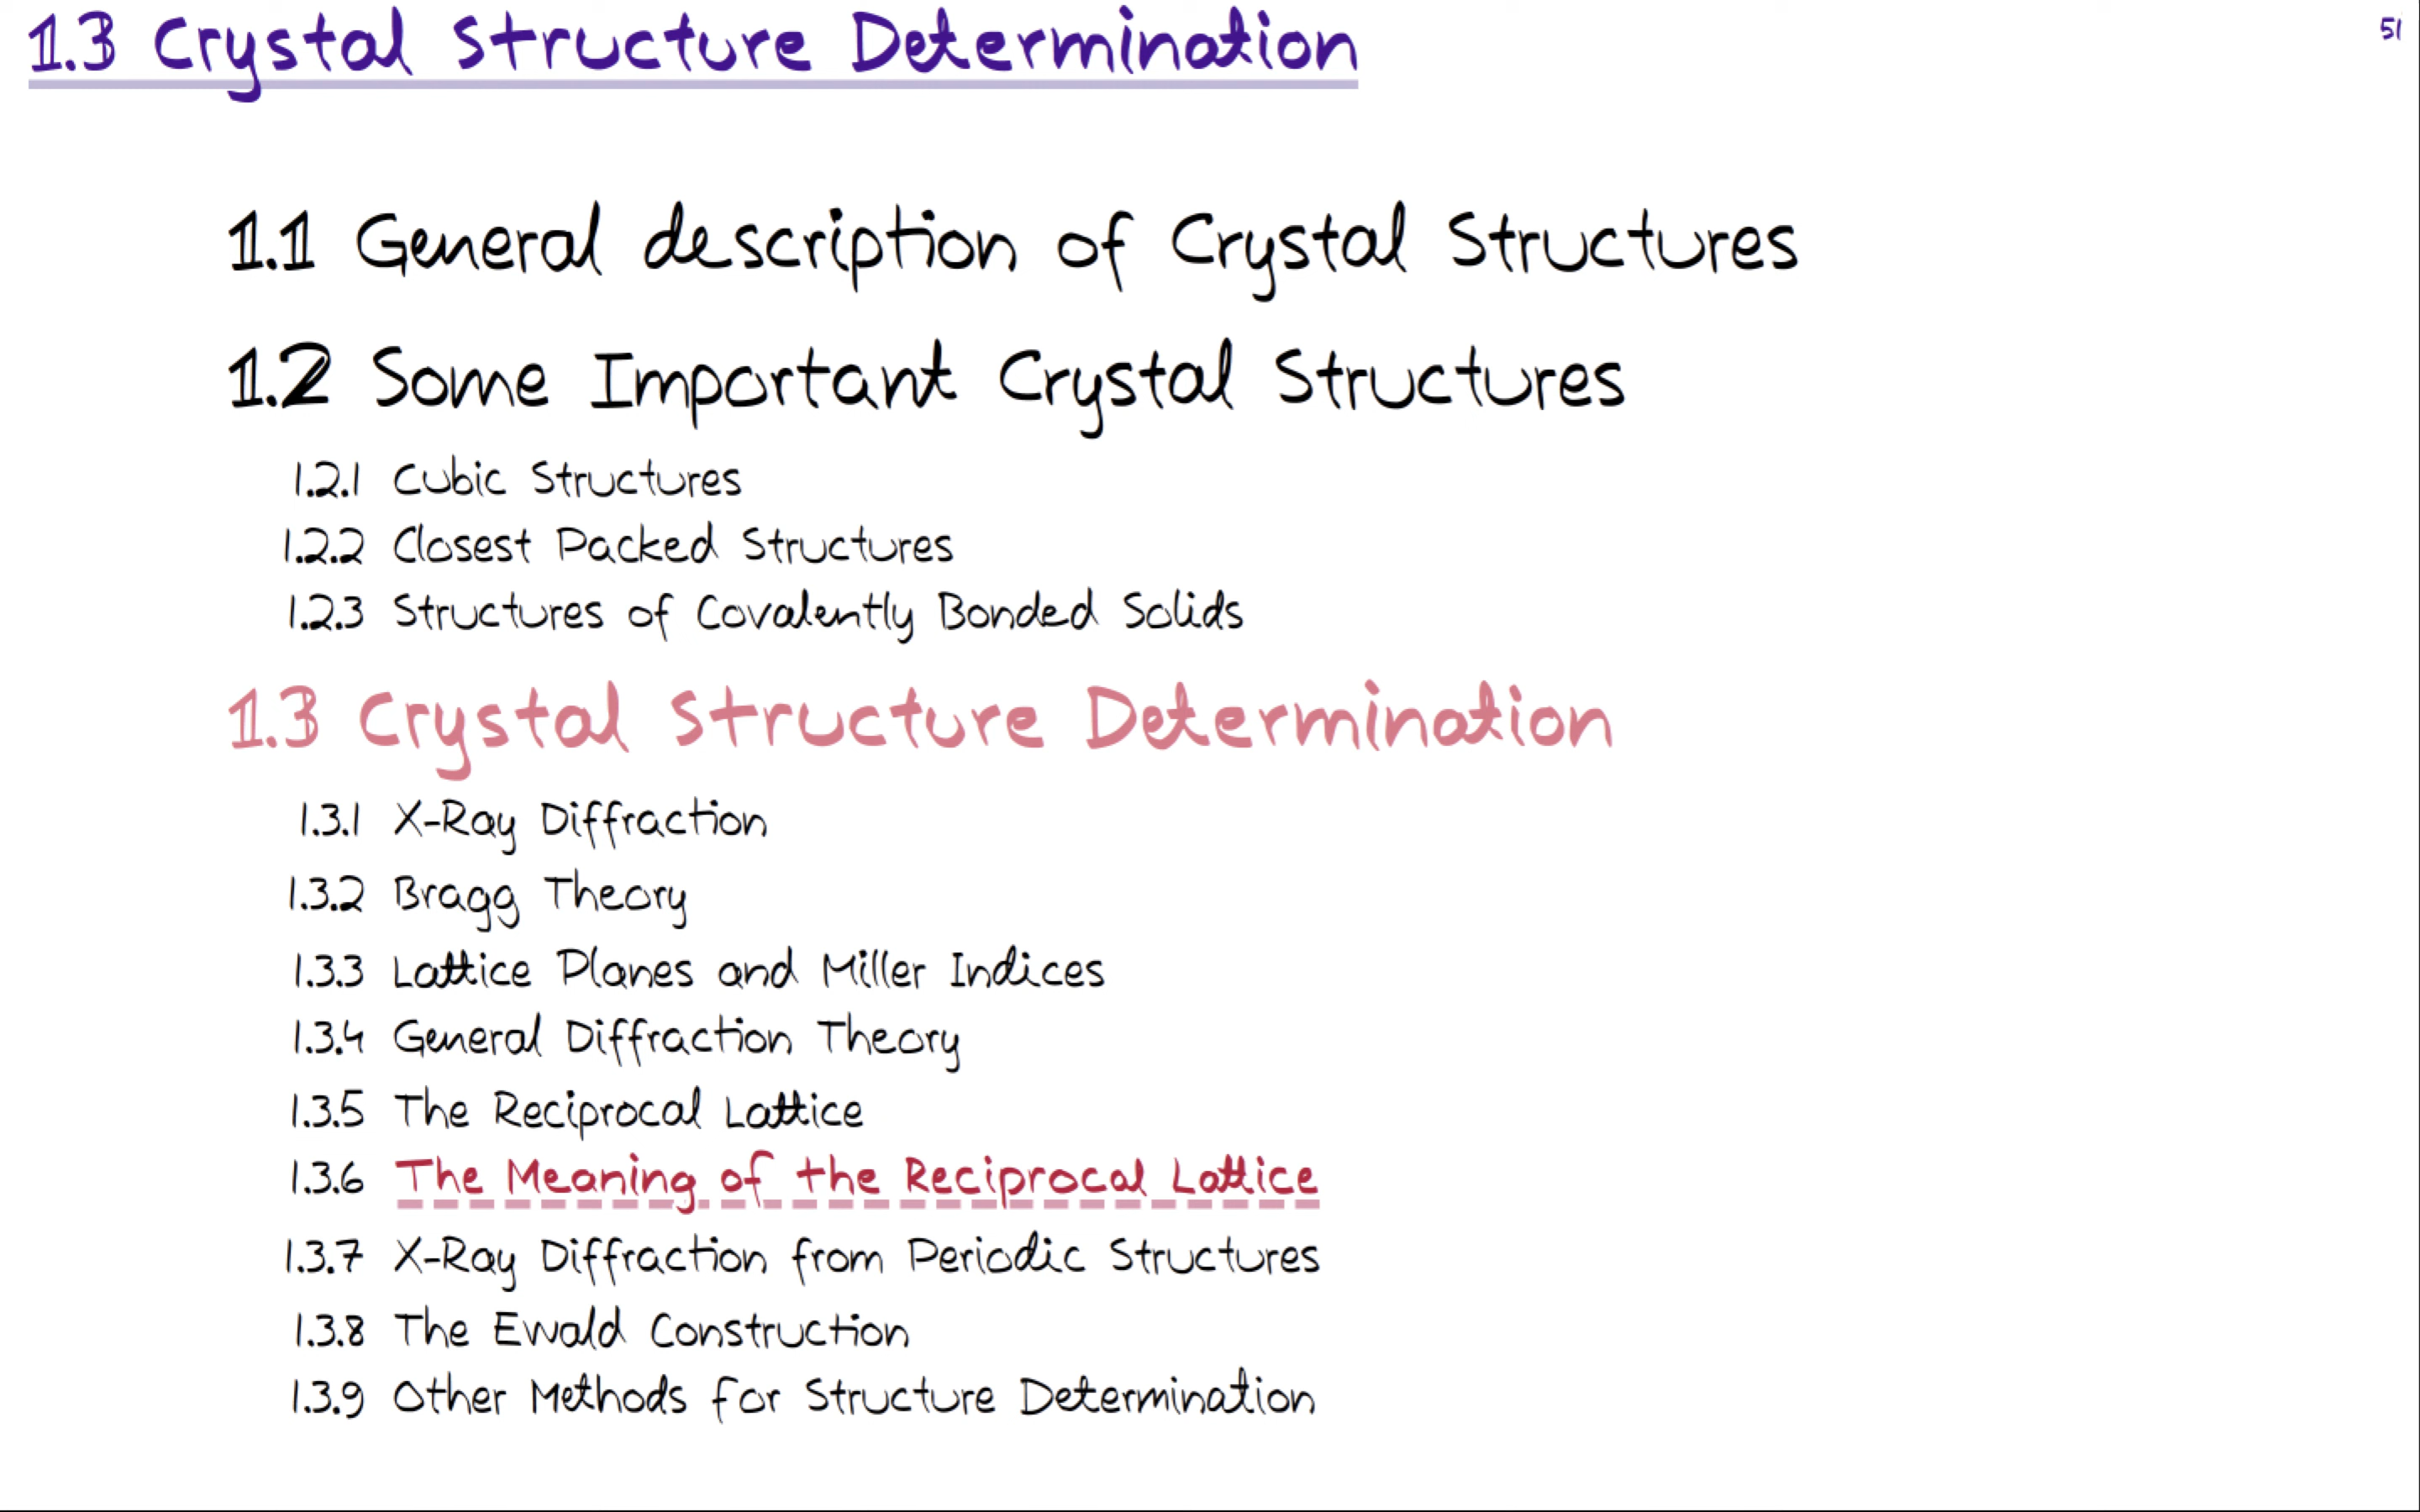 1.3 Crystal Structure Determination
51
1.1 General description of Crystal Structures
1.2 Some Important Crystal Structures
1.2.1 Cubic Structures
1.2.2 Closest Packed Structures
1.2.3 Structures of Covalently Bonded Solids
1.3 Crystal Structure Determination
1.3.1 X-Ray Diffraction
1.3.2 Bragg Theory
1.3.3 Lattice Planes and Miller Indices
1.3.4 General Diffraction Theory
1.3.5 The Reciprocal Lattice
1.3.6 The Meaning of the Reciprocal Lattice
1.3.7 X-Ray Diffraction from Periodic Structures
1.3.8 The Ewald Construction
1.3.9 Other Methods for Structure Determination